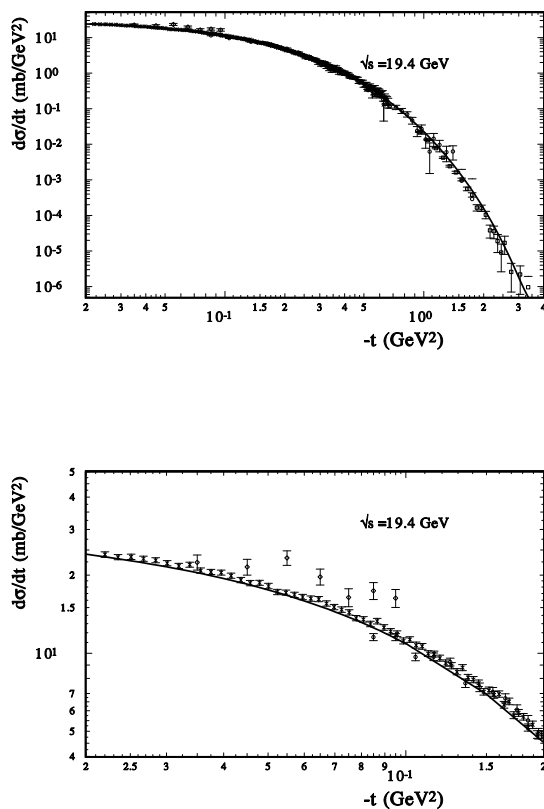 dσ/dt (mb/GeV²)
10¹
10⁰
10⁻¹
10⁻²
10⁻³
10⁻⁴
10⁻⁵
10⁻⁶
√s =19.4 GeV
2 3 4 5 10⁻¹ 1.5 2 3 4 5 10⁰ 1.5 2 3 4
-t (GeV²)
dσ/dt (mb/GeV²)
5
4
3
2
1.5
10¹
7
6
5
4
√s =19.4 GeV
2 2.5 3 4 5 6 7 10⁻¹ 1.5 2
-t (GeV²)